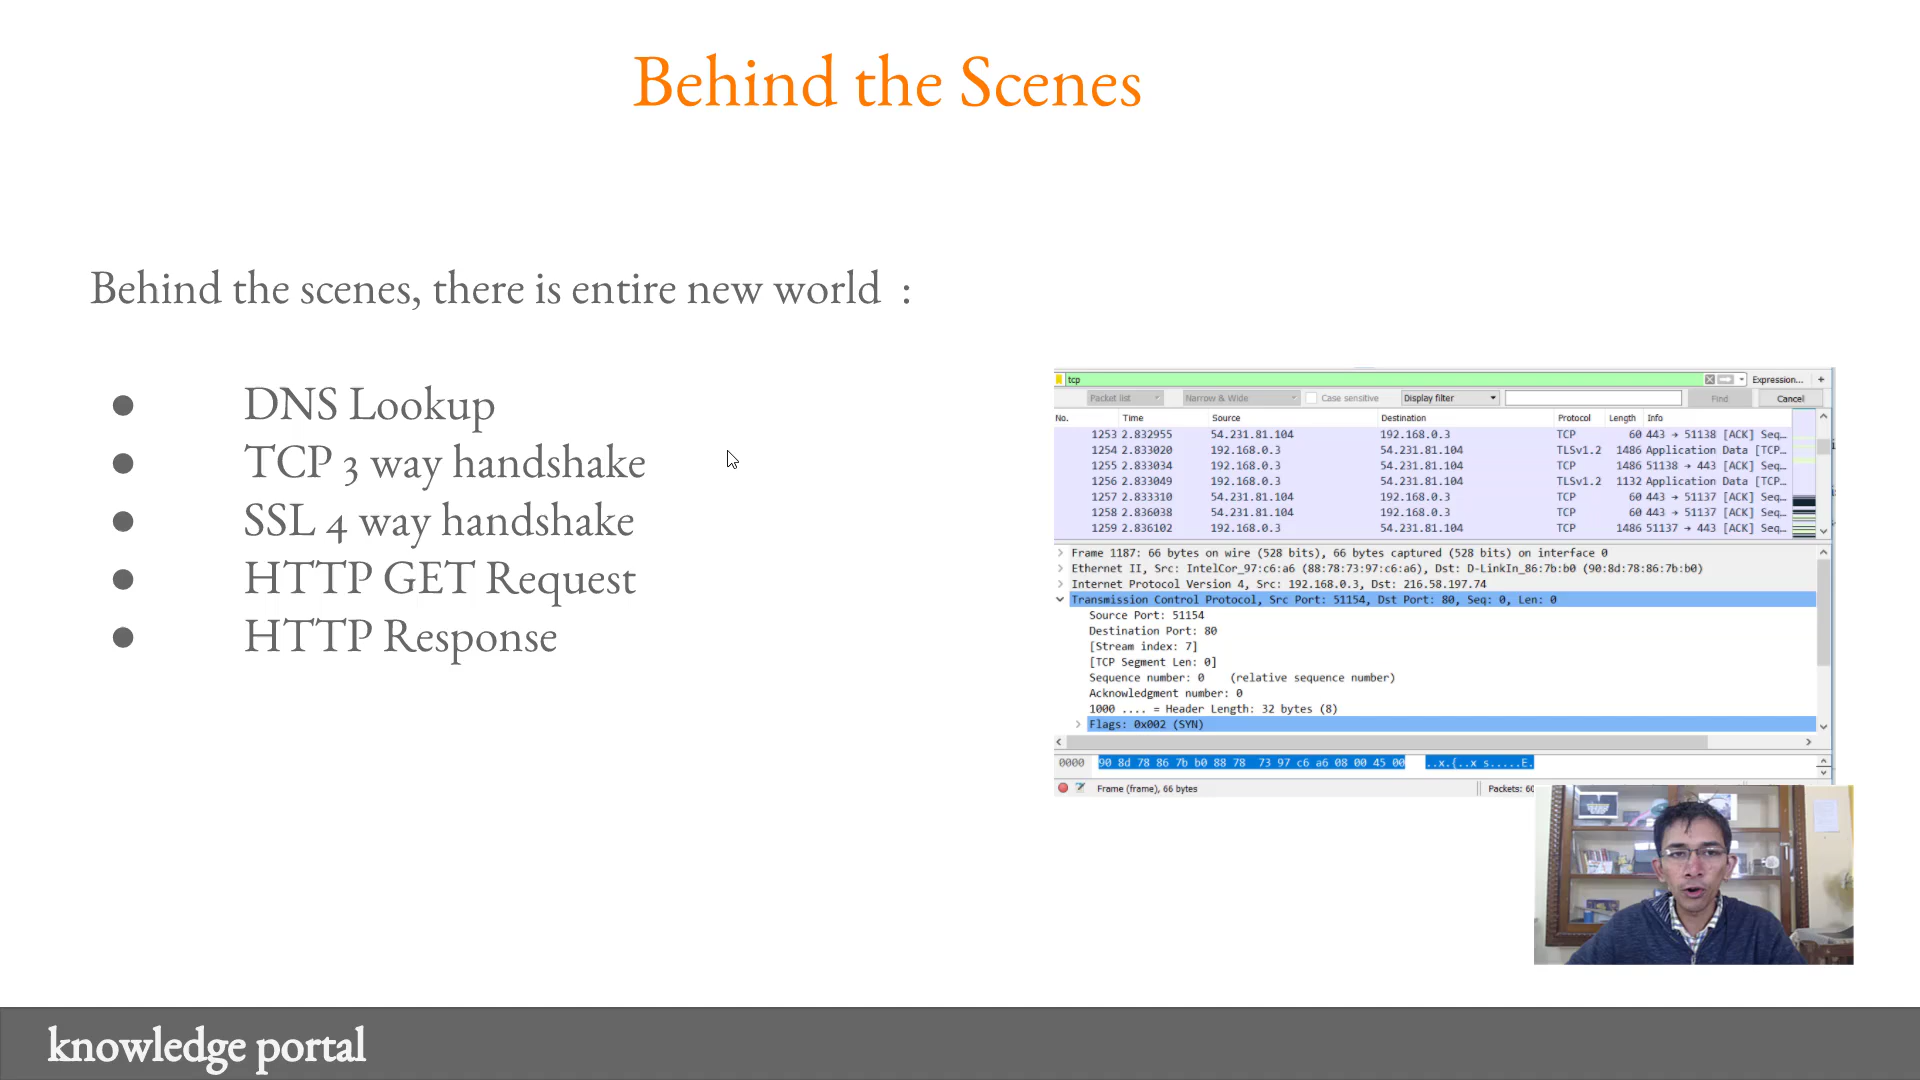 Behind the Scenes
Behind the scenes, there is entire new world :
● DNS Lookup
● TCP 3 way handshake
● SSL 4 way handshake
● HTTP GET Request
● HTTP Response
tcp Expression... +
Packet list Narrow & Wide Case sensitive Display filter Find Cancel
No. Time Source Destination Protocol Length Info
1253 2.832955 54.231.81.104 192.168.0.3 TCP 60 443 → 51138 [ACK] Seq…
1254 2.833020 192.168.0.3 54.231.81.104 TLSv1.2 1486 Application Data [TCP…
1255 2.833034 192.168.0.3 54.231.81.104 TCP 1486 51138 → 443 [ACK] Seq…
1256 2.833049 192.168.0.3 54.231.81.104 TLSv1.2 1132 Application Data [TCP…
1257 2.833310 54.231.81.104 192.168.0.3 TCP 60 443 → 51137 [ACK] Seq…
1258 2.836038 54.231.81.104 192.168.0.3 TCP 60 443 → 51137 [ACK] Seq…
1259 2.836102 192.168.0.3 54.231.81.104 TCP 1486 51137 → 443 [ACK] Seq…
Frame 1187: 66 bytes on wire (528 bits), 66 bytes captured (528 bits) on interface 0
Ethernet II, Src: IntelCor_97:c6:a6 (88:78:73:97:c6:a6), Dst: D-LinkIn_86:7b:b0 (90:8d:78:86:7b:b0)
Internet Protocol Version 4, Src: 192.168.0.3, Dst: 216.58.197.74
Transmission Control Protocol, Src Port: 51154, Dst Port: 80, Seq: 0, Len: 0
Source Port: 51154
Destination Port: 80
[Stream index: 7]
[TCP Segment Len: 0]
Sequence number: 0 (relative sequence number)
Acknowledgment number: 0
1000 .... = Header Length: 32 bytes (8)
Flags: 0x002 (SYN)
0000 90 8d 78 86 7b b0 88 78 73 97 c6 a6 08 00 45 00 ..x.{..x s.....E.
Frame (frame), 66 bytes Packets: 60
knowledge portal